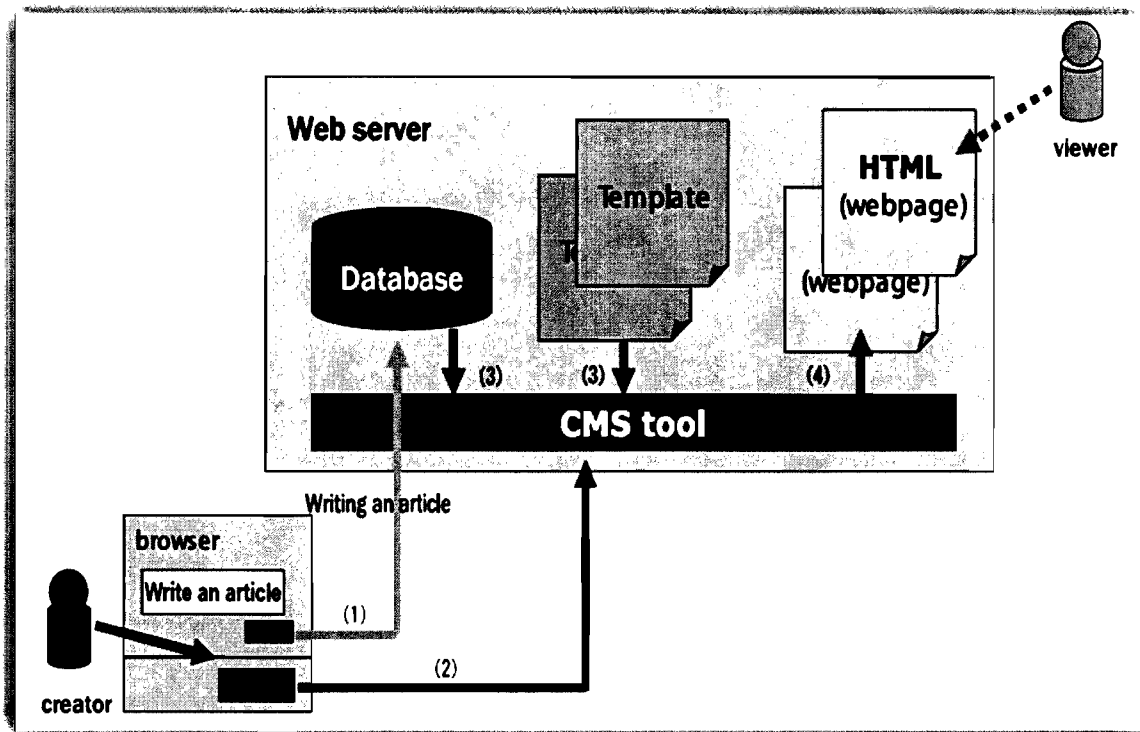 viewer
Web server
HTML
(webpage)
Template
Te
Database
(webpage)
(3)
(3)
(4)
CMS tool
Writing an article
browser
Write an article
(1)
(2)
creator